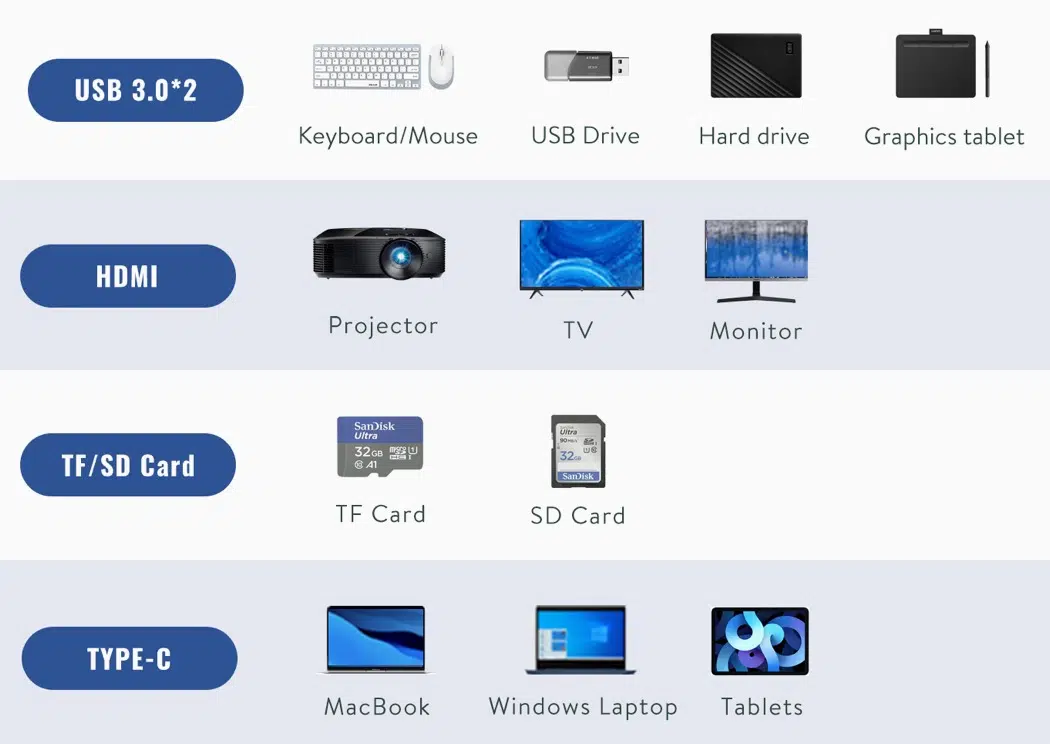 USB 3.0*2
Keyboard/Mouse
USB Drive
Hard drive
Graphics tablet
HDMI
Projector
TV
Monitor
TF/SD Card
SanDisk
Ultra
32GB
A1
TF Card
Ultra
90MB/s
32GB
SanDisk
SD Card
TYPE-C
MacBook
Windows Laptop
Tablets